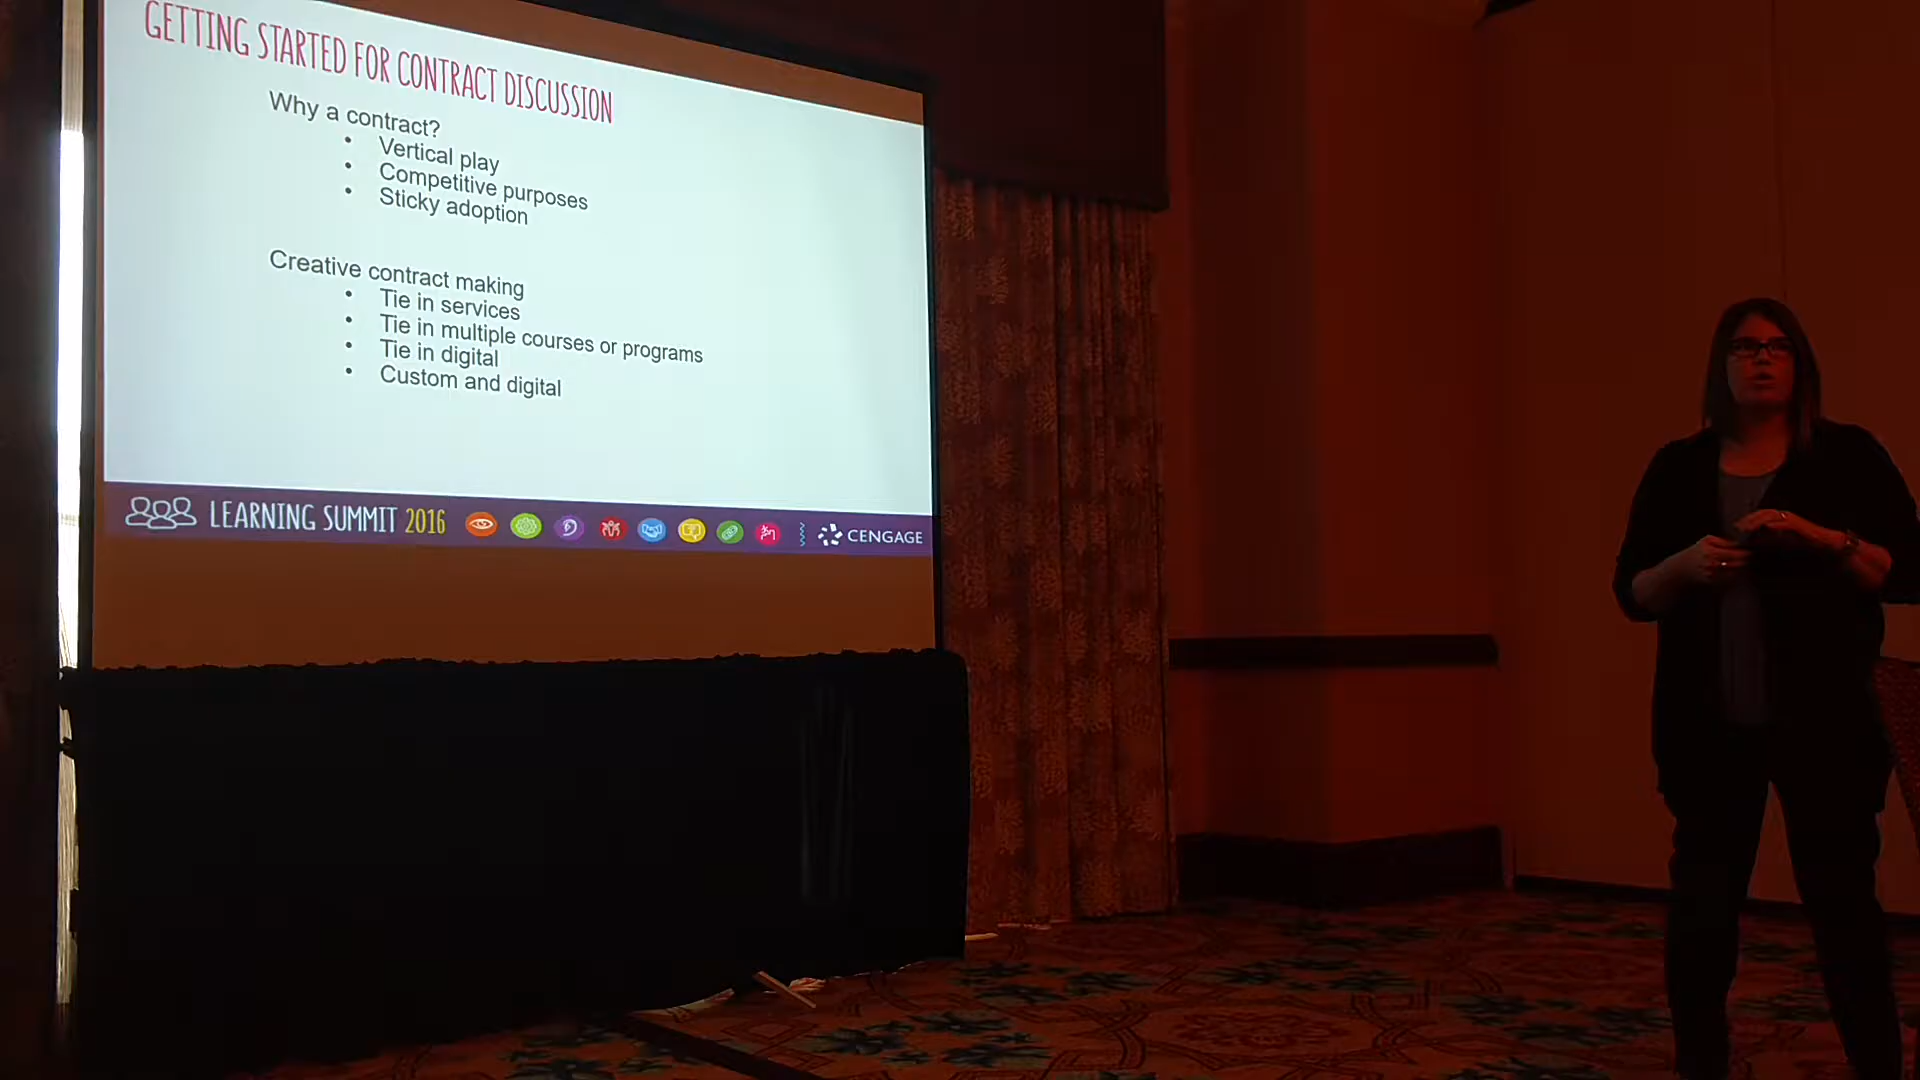 GETTING STARTED FOR CONTRACT DISCUSSION
Why a contract?
• Vertical play
• Competitive purposes
• Sticky adoption
Creative contract making
• Tie in services
• Tie in multiple courses or programs
• Tie in digital
• Custom and digital
LEARNING SUMMIT 2016
CENGAGE